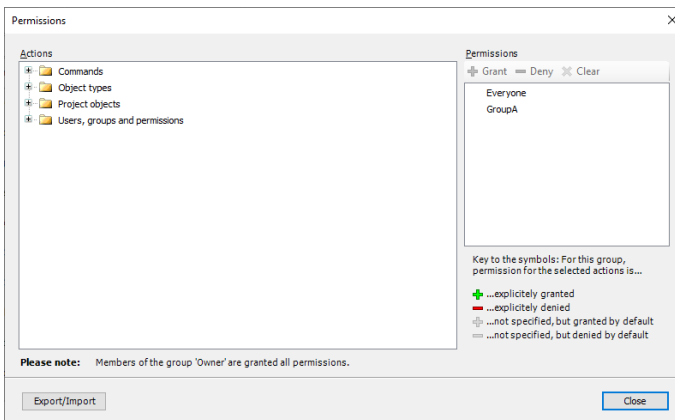 Permissions
Actions
Commands
Object types
Project objects
Users, groups and permissions
Permissions
Grant Deny Clear
Everyone
GroupA
Key to the symbols: For this group,
permission for the selected actions is...
...explicitely granted
...explicitely denied
...not specified, but granted by default
...not specified, but denied by default
Please note: Members of the group 'Owner' are granted all permissions.
Export/Import
Close